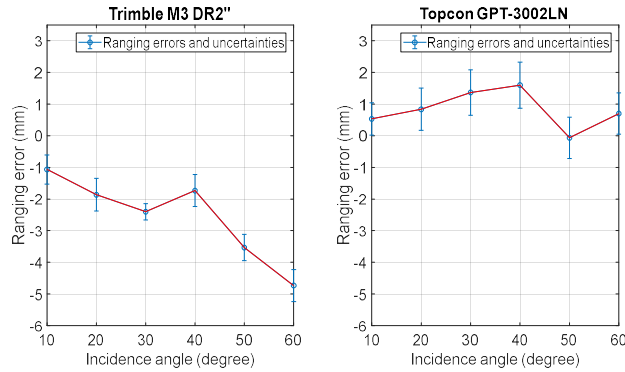 Trimble M3 DR2"
Ranging errors and uncertainties
3
2
1
0
-1
-2
-3
-4
-5
-6
Ranging error (mm)
10 20 30 40 50 60
Incidence angle (degree)
Topcon GPT-3002LN
Ranging errors and uncertainties
3
2
1
0
-1
-2
-3
-4
-5
-6
Ranging error (mm)
10 20 30 40 50 60
Incidence angle (degree)